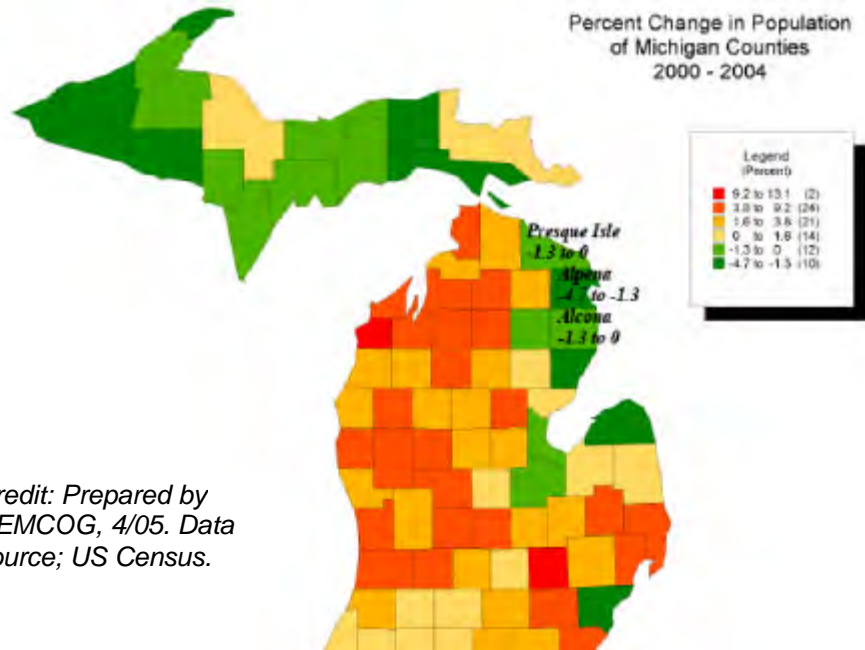 Percent Change in Population
of Michigan Counties
2000 - 2004
Legend
(Percent)
9.2 to 13.1 (2)
3.8 to 9.2 (24)
1.6 to 3.8 (21)
0 to 1.6 (14)
-1.3 to 0 (12)
-4.7 to -1.3 (10)
Presque Isle
-1.3 to 0
Alpena
-4.7 to -1.3
Alcona
-1.3 to 0
redit: Prepared by
EMCOG, 4/05. Data
ource; US Census.